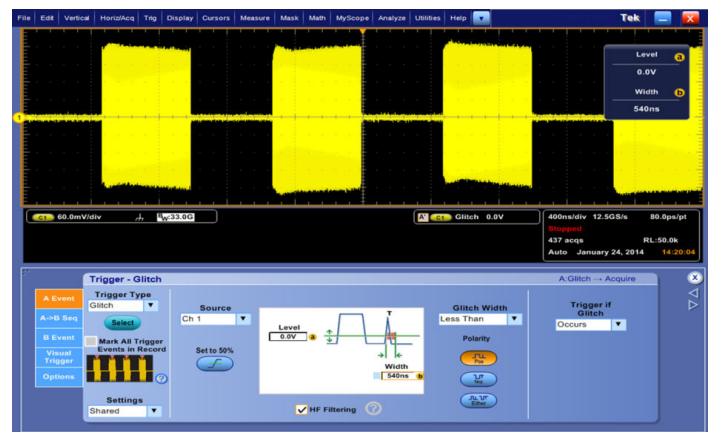 File Edit Vertical Horiz/Acq Trig Display Cursors Measure Mask Math MyScope Analyze Utilities Help Tek X
Level a
0.0V
Width b
540ns
1
C1 60.0mV/div BW:33.0G
A' C1 Glitch 0.0V
400ns/div 12.5GS/s 80.0ps/pt
Stopped
437 acqs RL:50.0k
Auto January 24, 2014 14:20:04
Trigger - Glitch
A:Glitch → Acquire
X
A Event
A->B Seq
B Event
Visual
Trigger
Options
Trigger Type
Glitch
Select
Mark All Trigger
Events in Record
?
Settings
Shared
Source
Ch 1
Set to 50%
Level
0.0V a
T
Width
540ns b
HF Filtering ?
Glitch Width
Less Than
Polarity
Pos
Neg
Either
Trigger if
Glitch
Occurs